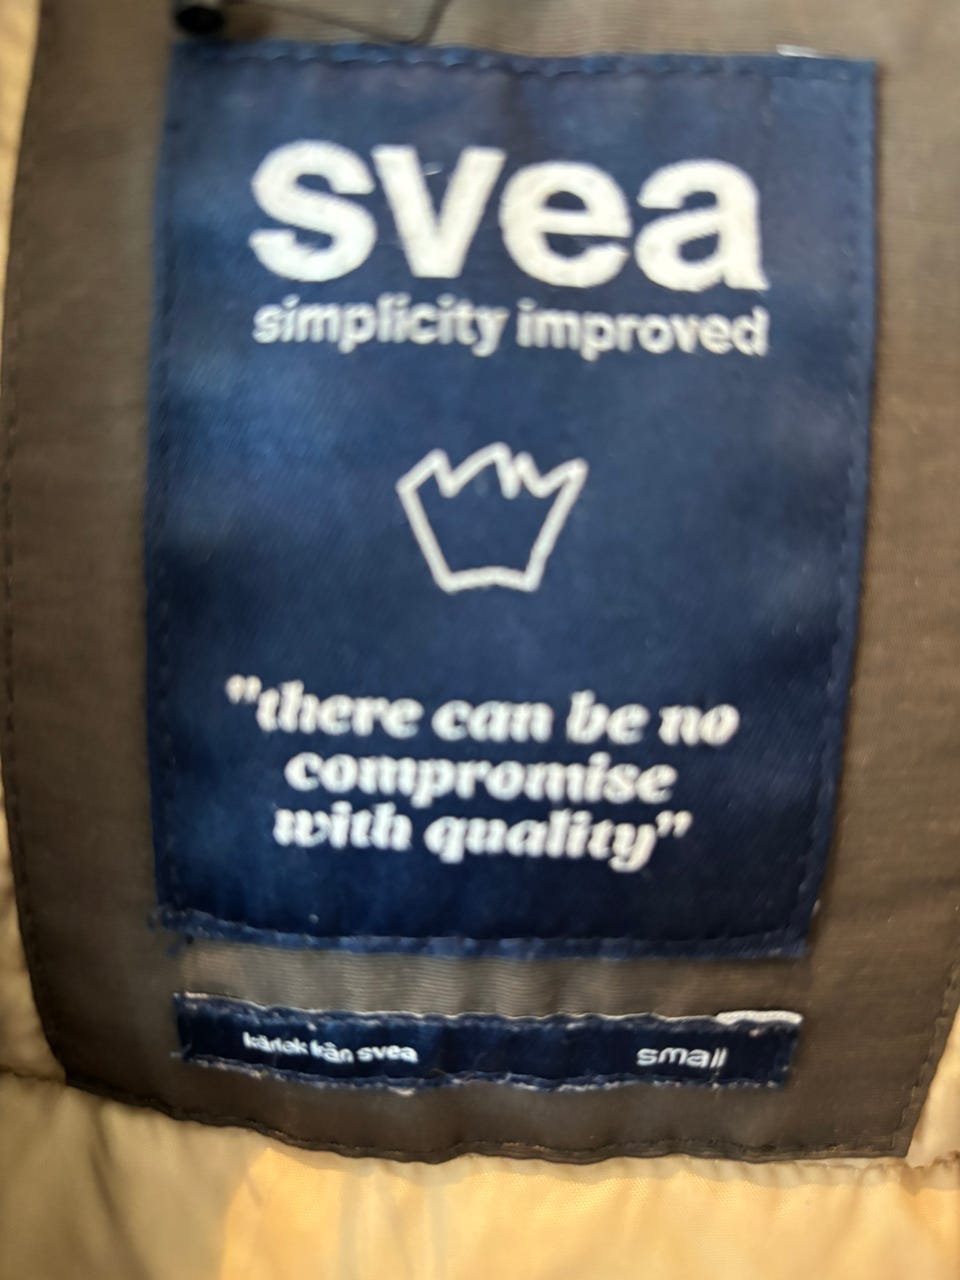 svea
simplicity improved
"there can be no
compromise
with quality"
kärlek från svea
small